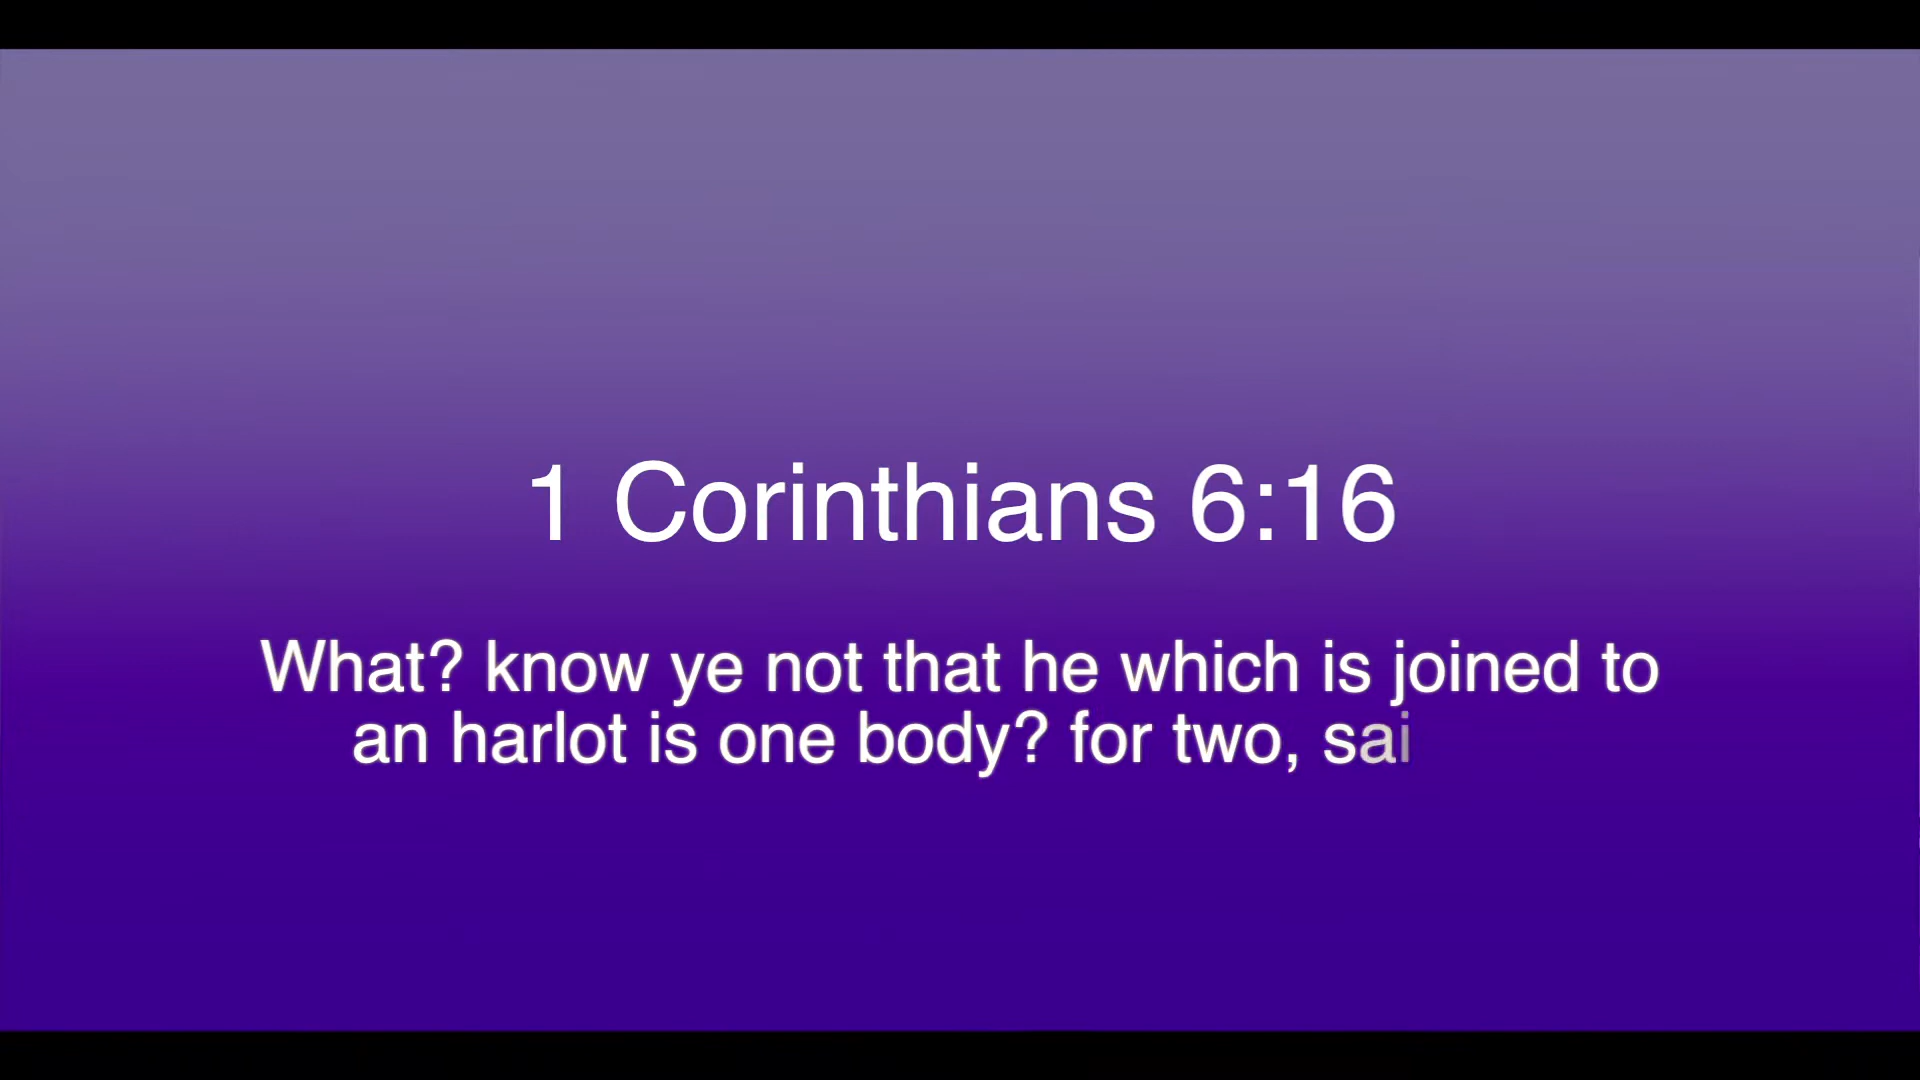 1 Corinthians 6:16
What? know ye not that he which is joined to
an harlot is one body? for two, sai